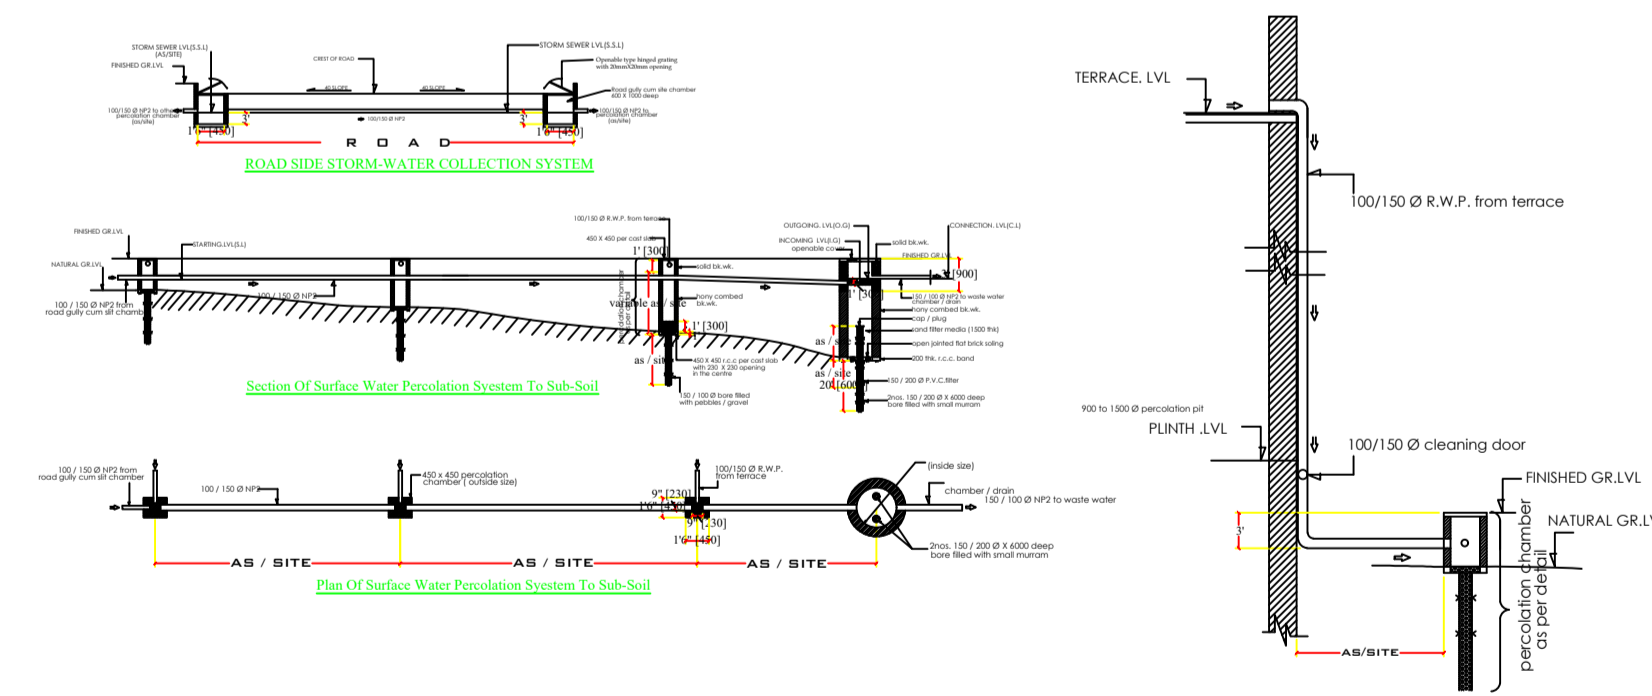 STORM SEWER LVL(S.S.L)
(AS/SITE)
FINISHED GR.LVL
CREST OF ROAD
STORM SEWER LVL(S.S.L)
Openable type hinged grating
with 20mmX20mm opening
40 SLOPE
40 SLOPE
Road gully cum site chamber
600 X 1000 deep
100/150 Ø NP2 to other
percolation chamber
(as/site)
3'
100/150 Ø NP2
3'
100/150 Ø NP2 to
percolation chamber
(as/site)
1'6" [450]
1'6" [450]
R O A D
ROAD SIDE STORM-WATER COLLECTION SYSTEM
100/150 Ø R.W.P. from terrace
FINISHED GR.LVL
STARTING.LVL(S.L)
450 X 450 per cast slab
1' [300]
OUTGOING. LVL(O.G)
CONNECTION. LVL(C.L)
INCOMING LVL(I.G)
openable cover
solid bk.wk.
FINISHED GR.LVL
NATURAL GR.LVL
solid bk.wk.
[900]
100 / 150 Ø NP2 from
road gully cum slit chamber
100 / 150 Ø NP2
percolation chamber
as per detail
variable as / site
hony combed
bk.wk.
1' [300]
1' [300]
150 / 100 Ø NP2 to waste water
chamber / drain
hony combed bk.wk.
cap / plug
sand filter media (1500 thk)
as / site
open jointed flat brick soling
200 thk. r.c.c. band
as / site
450 X 450 r.c.c per cast slab
with 230 X 230 opening
in the centre
as / site
20' [600
150 / 200 Ø P.V.C.filter
150 / 100 Ø bore filled
with pebbles / gravel
2nos. 150 / 200 Ø X 6000 deep
bore filled with small murram
Section Of Surface Water Percolation Syestem To Sub-Soil
100 / 150 Ø NP2 from
road gully cum slit chamber
100 / 150 Ø NP2
450 x 450 percolation
chamber ( outside size)
100/150 Ø R.W.P.
from terrace
9" [230]
1'6" [450]
9" [230]
1'6" [450]
(inside size)
chamber / drain
150 / 100 Ø NP2 to waste water
2nos. 150 / 200 Ø X 6000 deep
bore filled with small murram
AS / SITE
AS / SITE
AS / SITE
Plan Of Surface Water Percolation Syestem To Sub-Soil
TERRACE. LVL
100/150 Ø R.W.P. from terrace
900 to 1500 Ø percolation pit
PLINTH .LVL
100/150 Ø cleaning door
FINISHED GR.LVL
NATURAL GR.LV
3'
percolation chamber
as per detail
AS/SITE